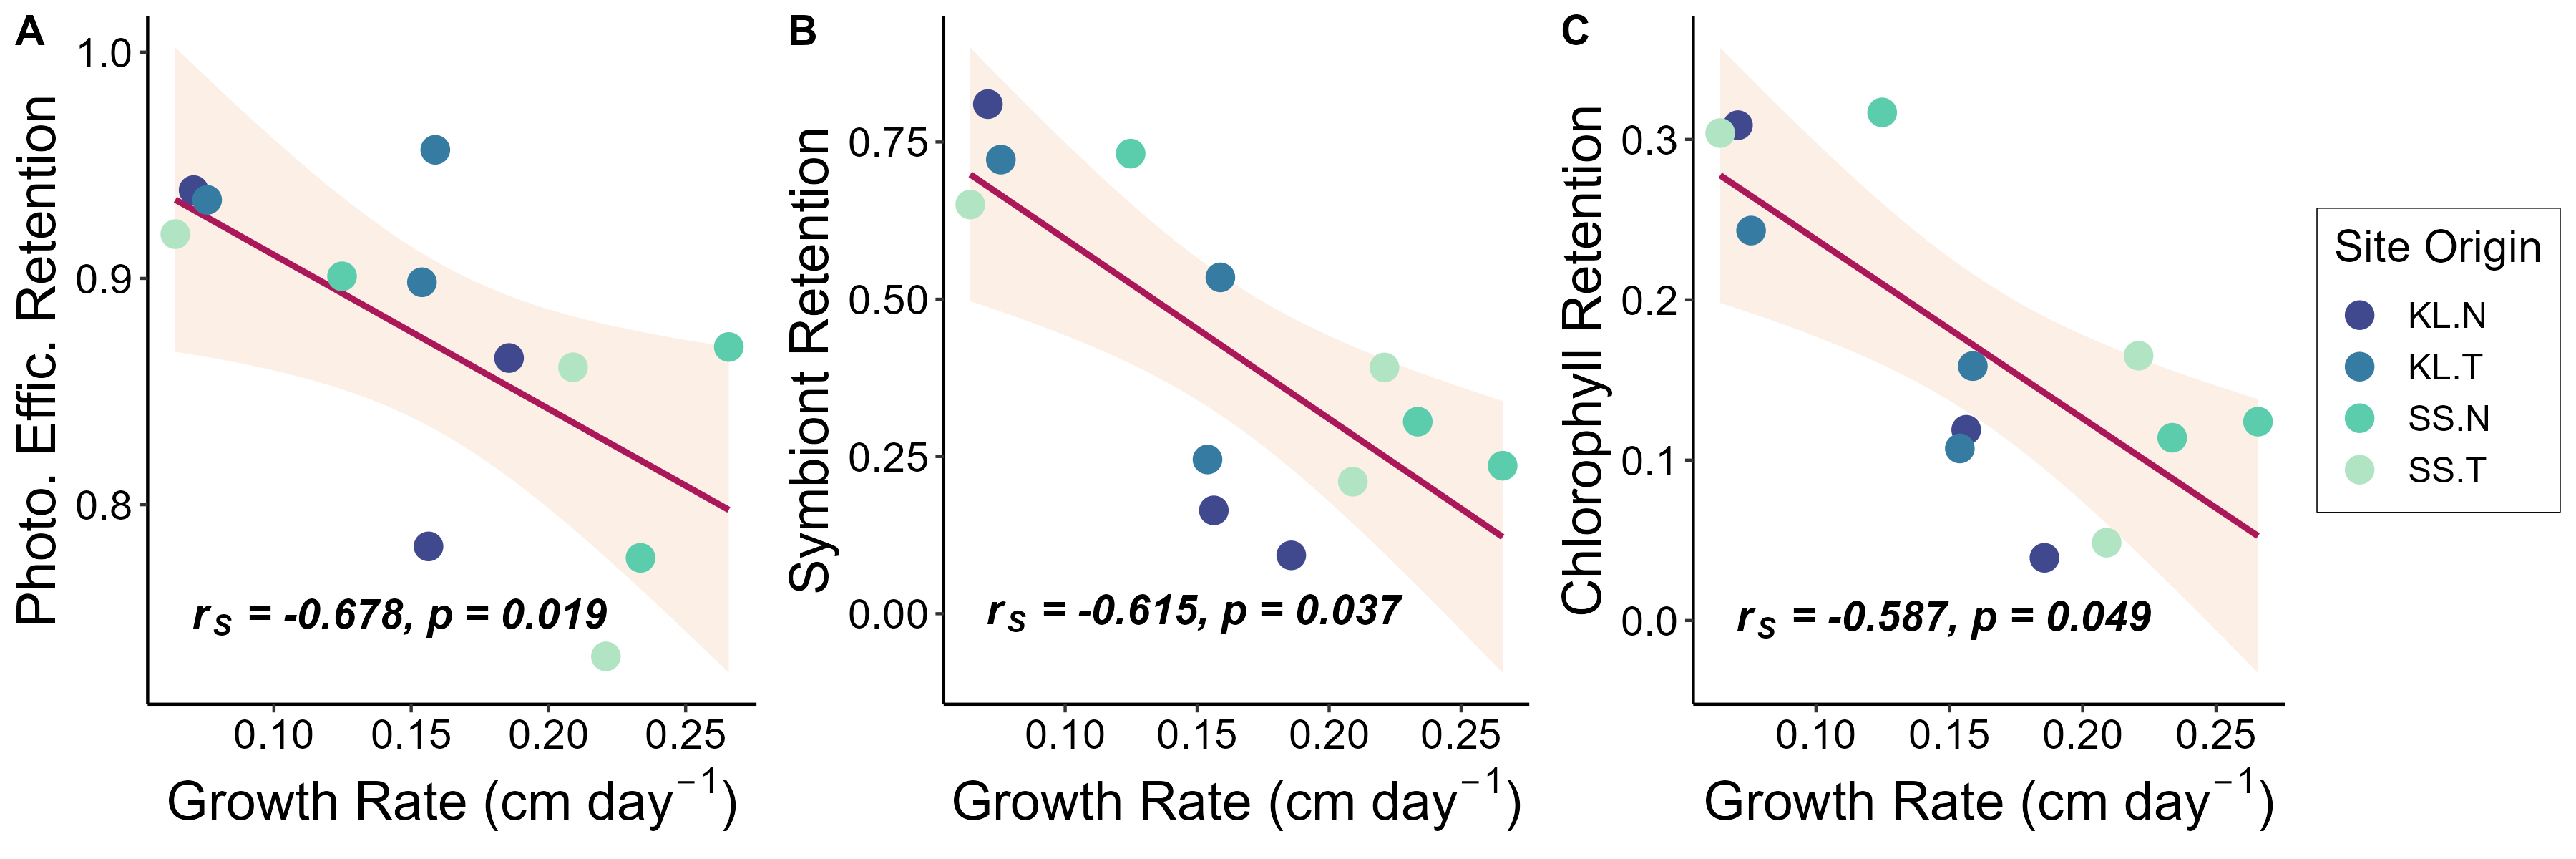 A
Photo. Effic. Retention
1.0
0.9
0.8
r S = -0.678, p = 0.019
0.10 0.15 0.20 0.25
Growth Rate (cm day⁻¹)
B
Symbiont Retention
0.75
0.50
0.25
0.00
r S = -0.615, p = 0.037
0.10 0.15 0.20 0.25
Growth Rate (cm day⁻¹)
C
Chlorophyll Retention
0.3
0.2
0.1
0.0
r S = -0.587, p = 0.049
0.10 0.15 0.20 0.25
Growth Rate (cm day⁻¹)
Site Origin
KL.N
KL.T
SS.N
SS.T